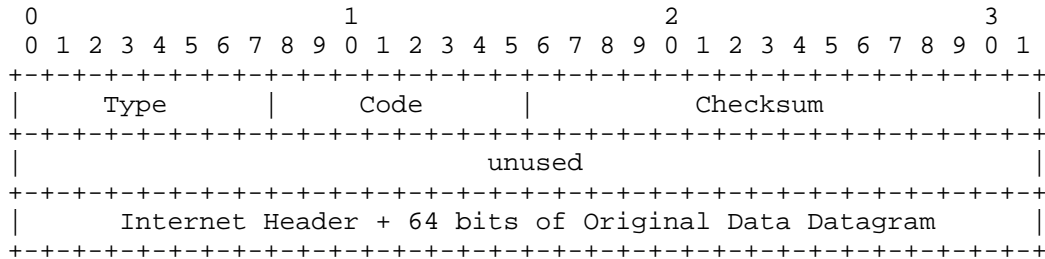 0                   1                   2                   3
 0 1 2 3 4 5 6 7 8 9 0 1 2 3 4 5 6 7 8 9 0 1 2 3 4 5 6 7 8 9 0 1
+-+-+-+-+-+-+-+-+-+-+-+-+-+-+-+-+-+-+-+-+-+-+-+-+-+-+-+-+-+-+-+-+
|     Type      |     Code      |          Checksum             |
+-+-+-+-+-+-+-+-+-+-+-+-+-+-+-+-+-+-+-+-+-+-+-+-+-+-+-+-+-+-+-+-+
|                             unused                            |
+-+-+-+-+-+-+-+-+-+-+-+-+-+-+-+-+-+-+-+-+-+-+-+-+-+-+-+-+-+-+-+-+
|      Internet Header + 64 bits of Original Data Datagram      |
+-+-+-+-+-+-+-+-+-+-+-+-+-+-+-+-+-+-+-+-+-+-+-+-+-+-+-+-+-+-+-+-+